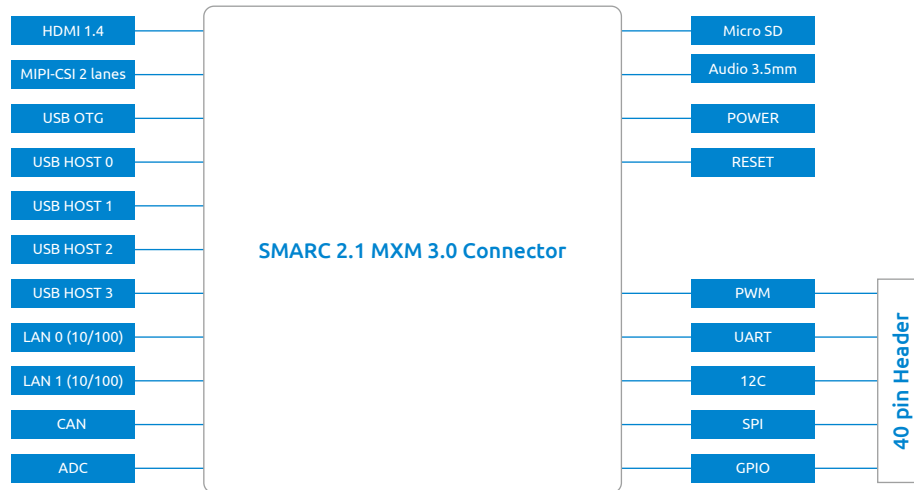 HDMI 1.4
MIPI-CSI 2 lanes
USB OTG
USB HOST 0
USB HOST 1
USB HOST 2
USB HOST 3
LAN 0 (10/100)
LAN 1 (10/100)
CAN
ADC
SMARC 2.1 MXM 3.0 Connector
Micro SD
Audio 3.5mm
POWER
RESET
PWM
UART
12C
SPI
GPIO
40 pin Header